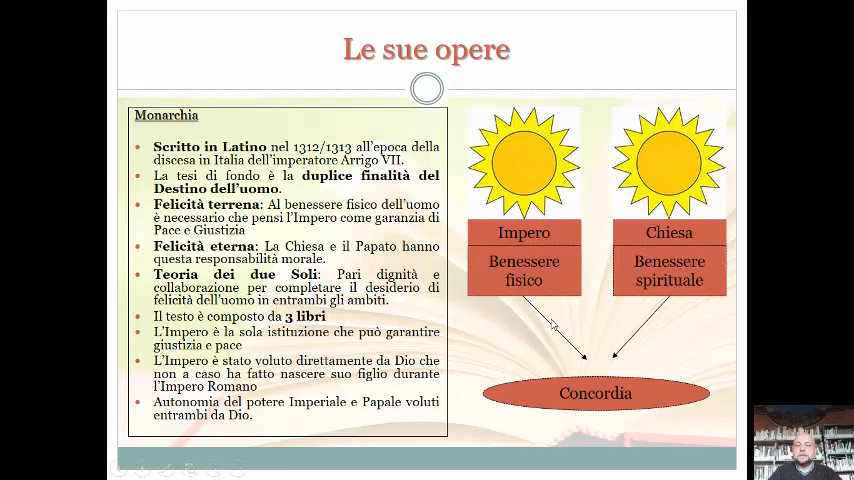 Le sue opere
Monarchia
Scritto in Latino nel 1312/1313 all'epoca della
discesa in Italia dell'imperatore Arrigo VII.
La tesi di fondo è la duplice finalità del
Destino dell'uomo.
Felicità terrena: Al benessere fisico dell'uomo
è necessario che pensi l'Impero come garanzia di
Pace e Giustizia
Felicità eterna: La Chiesa e il Papato hanno
questa responsabilità morale.
Teoria dei due Soli: Pari dignità e
collaborazione per completare il desiderio di
felicità dell'uomo in entrambi gli ambiti.
Il testo è composto da 3 libri
L'Impero è la sola istituzione che può garantire
giustizia e pace
L'Impero è stato voluto direttamente da Dio che
non a caso ha fatto nascere suo figlio durante
l'Impero Romano
Autonomia del potere Imperiale e Papale voluti
entrambi da Dio.
Impero
Benessere
fisico
Chiesa
Benessere
spirituale
Concordia